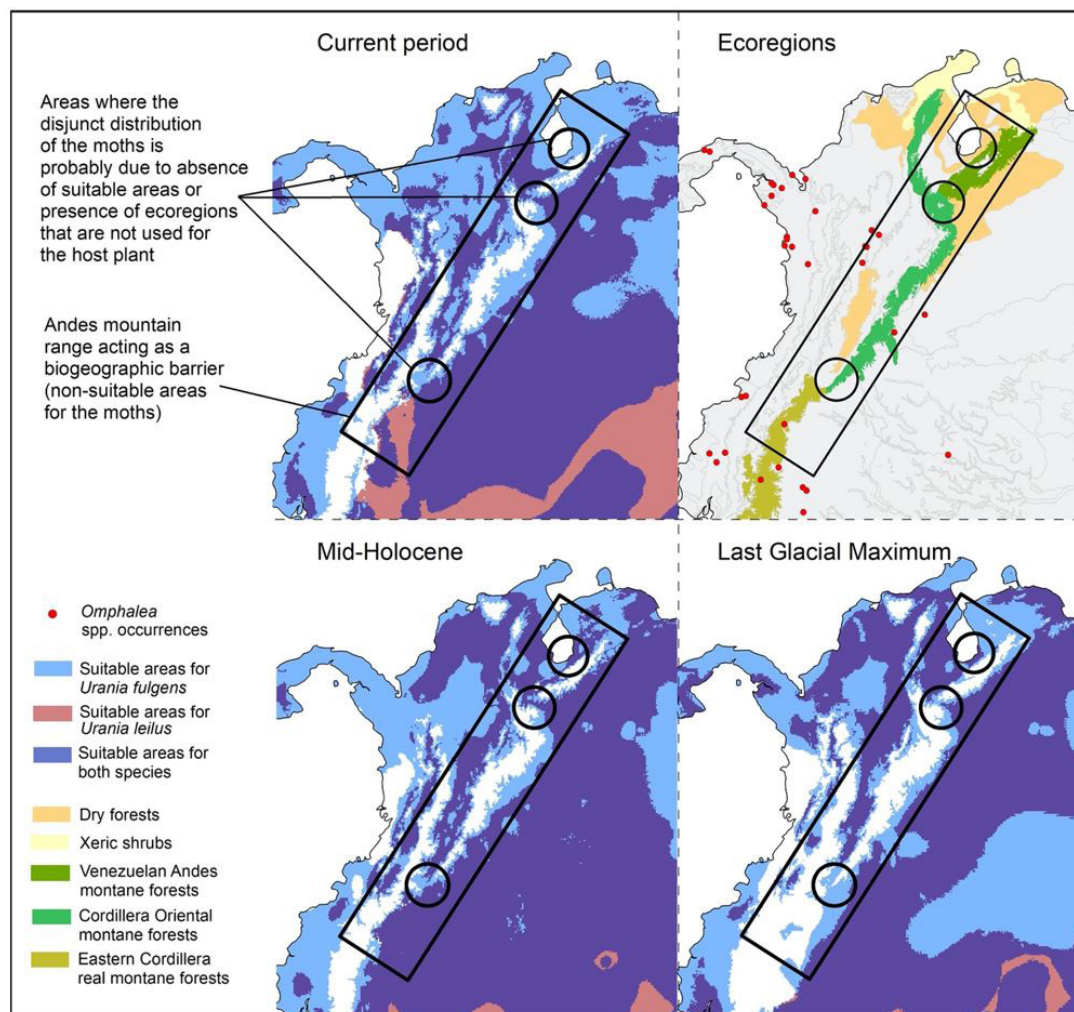 Current period
Ecoregions
Areas where the
disjunct distribution
of the moths is
probably due to absence
of suitable areas or
presence of ecoregions
that are not used for
the host plant
Andes mountain
range acting as a
biogeographic barrier
(non-suitable areas
for the moths)
Mid-Holocene
Last Glacial Maximum
Omphalea
spp. occurrences
Suitable areas for
Urania fulgens
Suitable areas for
Urania leilus
Suitable areas for
both species
Dry forests
Xeric shrubs
Venezuelan Andes
montane forests
Cordillera Oriental
montane forests
Eastern Cordillera
real montane forests